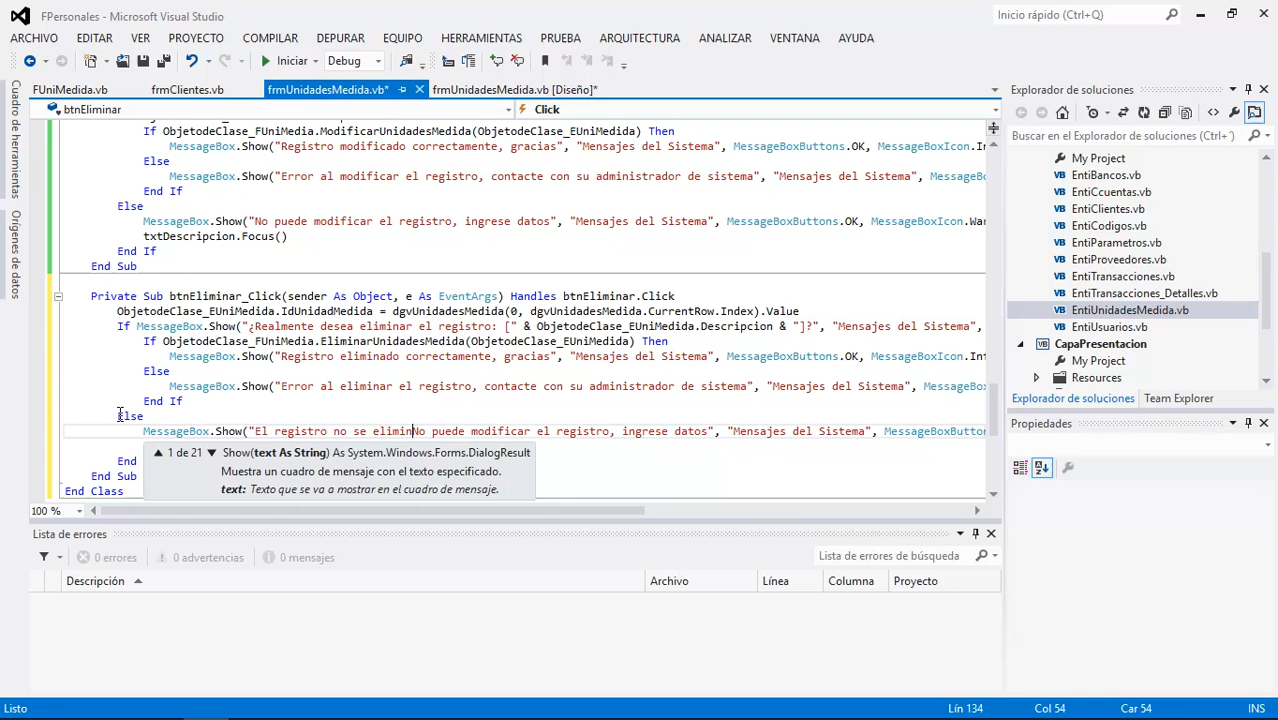 FPersonales - Microsoft Visual Studio
Inicio rápido (Ctrl+Q)
ARCHIVO EDITAR VER PROYECTO COMPILAR DEPURAR EQUIPO HERRAMIENTAS PRUEBA ARQUITECTURA ANALIZAR VENTANA AYUDA
Iniciar Debug
FUniMedida.vb frmClientes.vb frmUnidadesMedida.vb* frmUnidadesMedida.vb [Diseño]*
btnEliminar Click
If ObjetodeClase_FUniMedia.ModificarUnidadesMedida(ObjetodeClase_EUniMedida) Then
MessageBox.Show("Registro modificado correctamente, gracias", "Mensajes del Sistema", MessageBoxButtons.OK, MessageBoxIcon.In
Else
MessageBox.Show("Error al modificar el registro, contacte con su administrador de sistema", "Mensajes del Sistema", MessageBo
End If
Else
MessageBox.Show("No puede modificar el registro, ingrese datos", "Mensajes del Sistema", MessageBoxButtons.OK, MessageBoxIcon.War
txtDescripcion.Focus()
End If
End Sub
Private Sub btnEliminar_Click(sender As Object, e As EventArgs) Handles btnEliminar.Click
ObjetodeClase_EUniMedida.IdUnidadMedida = dgvUnidadesMedida(0, dgvUnidadesMedida.CurrentRow.Index).Value
If MessageBox.Show("¿Realmente desea eliminar el registro: [" & ObjetodeClase_EUniMedida.Descripcion & "]?", "Mensajes del Sistema",
If ObjetodeClase_FUniMedia.EliminarUnidadesMedida(ObjetodeClase_EUniMedida) Then
MessageBox.Show("Registro eliminado correctamente, gracias", "Mensajes del Sistema", MessageBoxButtons.OK, MessageBoxIcon.Inf
Else
MessageBox.Show("Error al eliminar el registro, contacte con su administrador de sistema", "Mensajes del Sistema", MessageBo
End If
Else
MessageBox.Show("El registro no se eliminNo puede modificar el registro, ingrese datos", "Mensajes del Sistema", MessageBoxButton
1 de 21 Show(text As String) As System.Windows.Forms.DialogResult
Muestra un cuadro de mensaje con el texto especificado.
text: Texto que se va a mostrar en el cuadro de mensaje.
End
End Sub
End Class
100 %
Lista de errores
0 errores 0 advertencias 0 mensajes
Lista de errores de búsqueda
Descripción Archivo Línea Columna Proyecto
Cuadro de herramientas
Orígenes de datos
Explorador de soluciones
Buscar en el Explorador de soluciones (Ctrl+')
My Project
EntiBancos.vb
EntiCcuentas.vb
EntiClientes.vb
EntiCodigos.vb
EntiParametros.vb
EntiProveedores.vb
EntiTransacciones.vb
EntiTransacciones_Detalles.vb
EntiUnidadesMedida.vb
EntiUsuarios.vb
CapaPresentacion
My Project
Resources
Explorador de soluciones Team Explorer
Propiedades
Listo Lín 134 Col 54 Car 54 INS